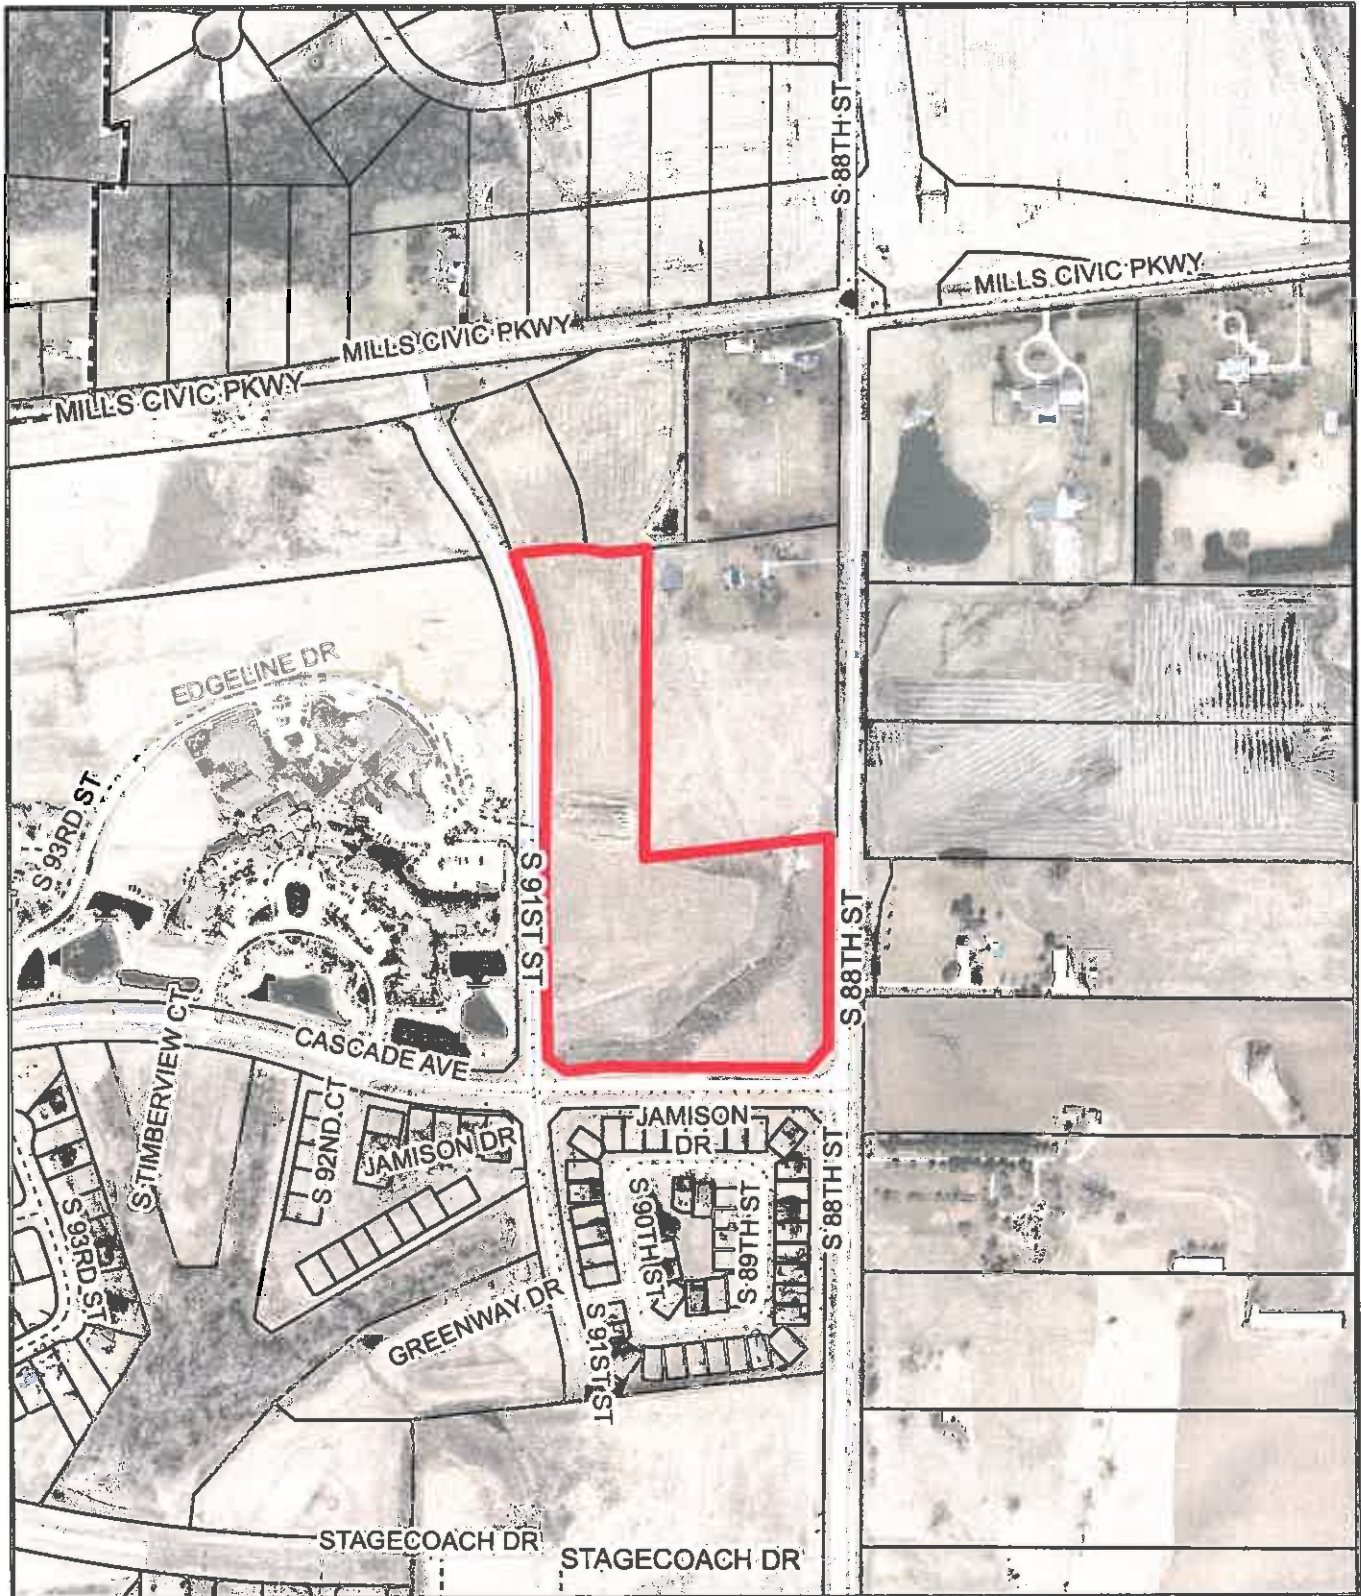 S 88TH ST
MILLS CIVIC PKWY
MILLS CIVIC PKWY
MILLS CIVIC PKWY
EDGELINE DR
S 93RD ST
S 91ST ST
S 88TH ST
S TIMBERVIEW CT
CASCADE AVE
S 92ND CT
JAMISON DR
JAMISON
DR
S 88TH ST
S 93RD ST
S 90TH ST
S 89TH ST
GREENWAY DR
S 91ST ST
STAGECOACH DR
STAGECOACH DR